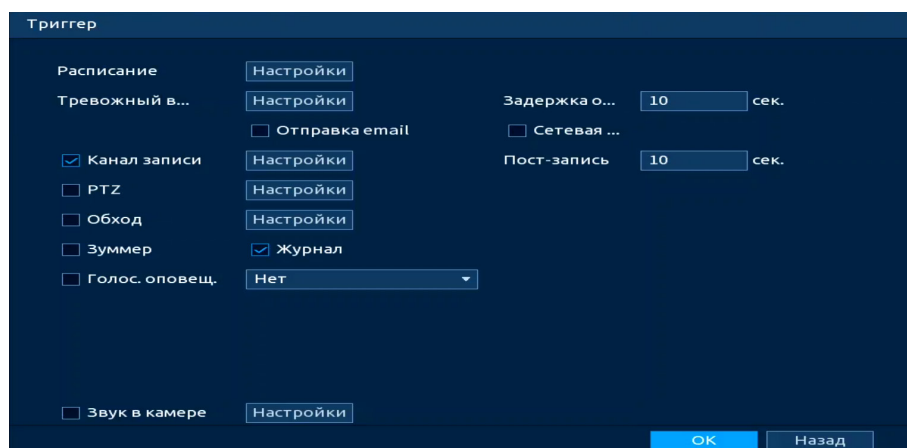 Триггер
Расписание Настройки
Тревожный в... Настройки Задержка о... 10 сек.
Отправка email Сетевая ...
Канал записи Настройки Пост-запись 10 сек.
PTZ Настройки
Обход Настройки
Зуммер Журнал
Голос. оповещ. Нет
Звук в камере Настройки
OK Назад